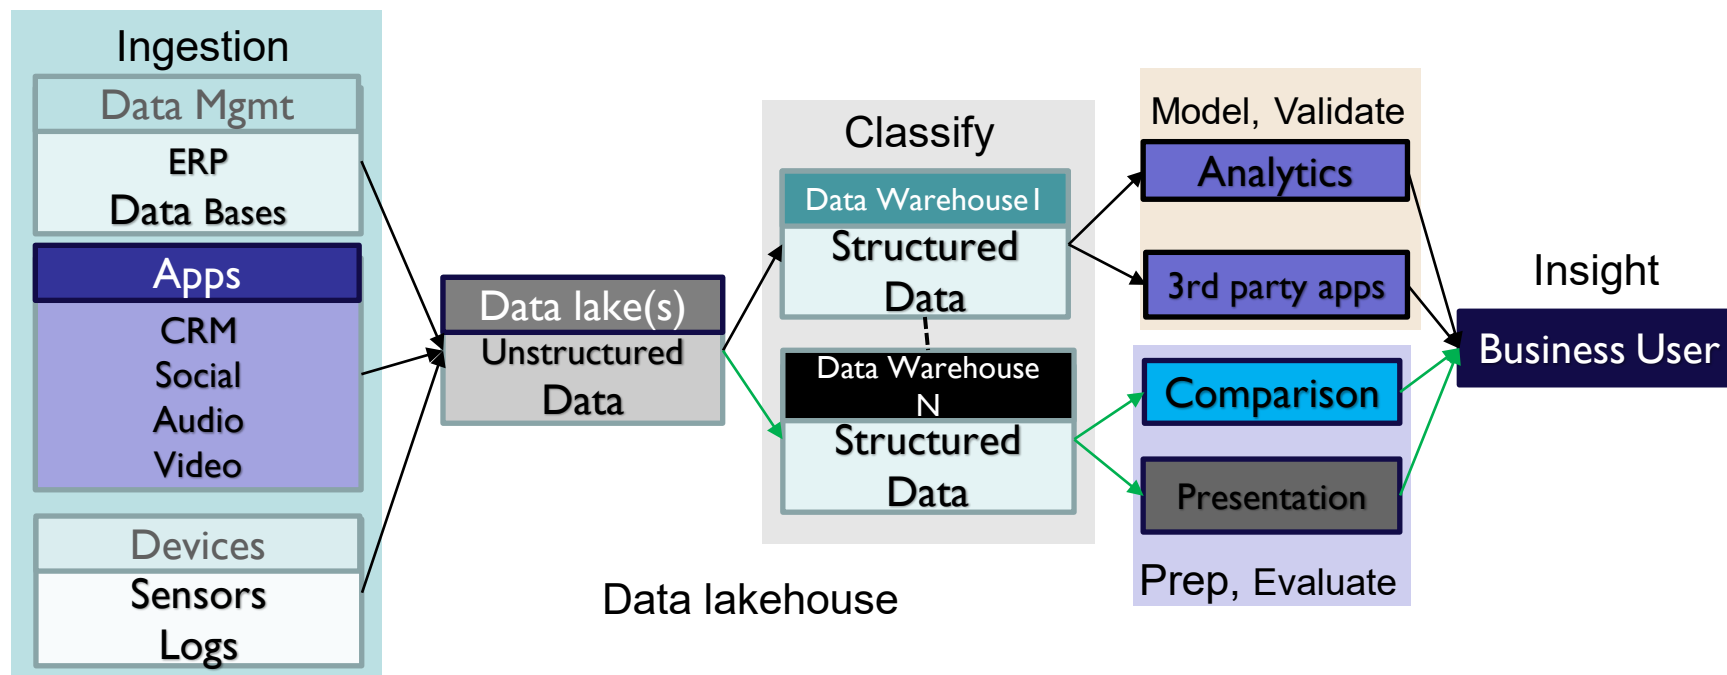 Ingestion
Data Mgmt
ERP
Data Bases
Apps
CRM
Social
Audio
Video
Devices
Sensors
Logs
Data lake(s)
Unstructured
Data
Classify
Data Warehouse1
Structured
Data
Data Warehouse
N
Structured
Data
Data lakehouse
Model, Validate
Analytics
3rd party apps
Comparison
Presentation
Prep, Evaluate
Insight
Business User